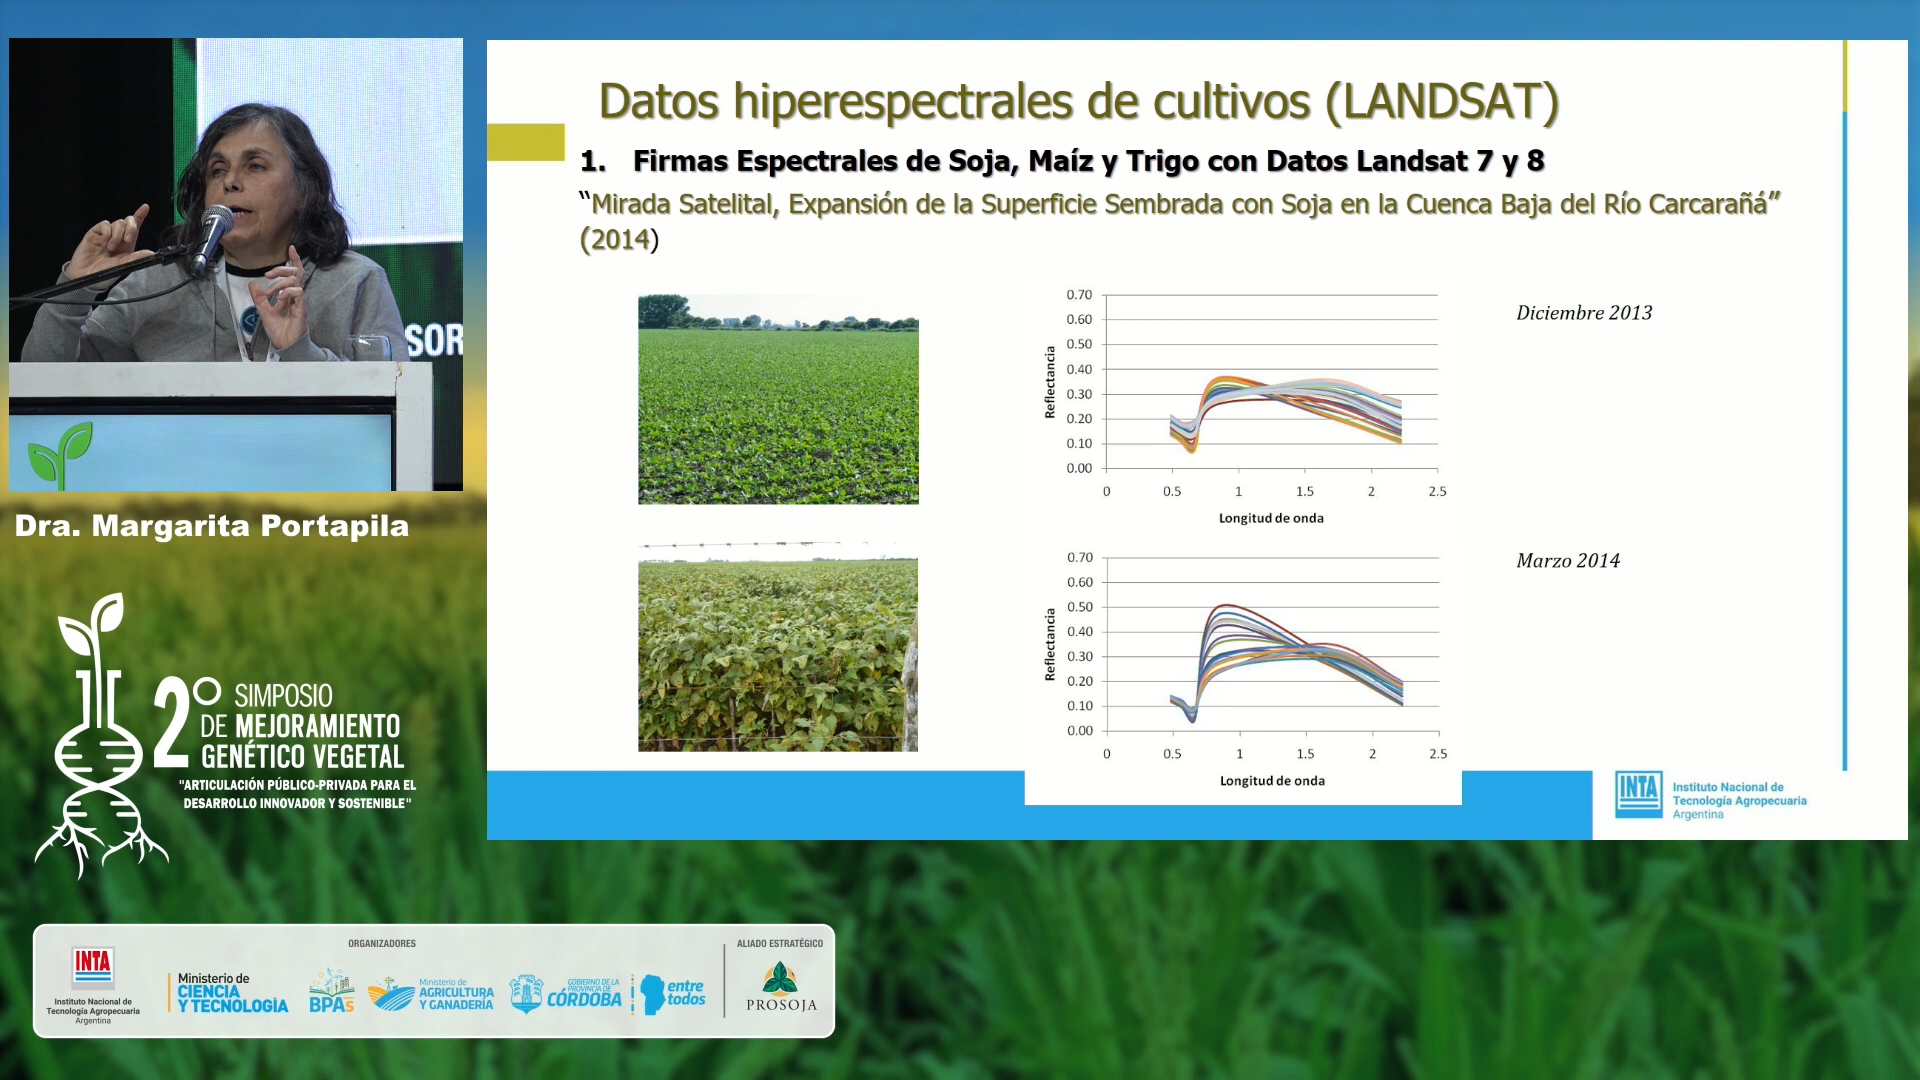 SOR
Dra. Margarita Portapila
2° SIMPOSIO
DE MEJORAMIENTO
GENÉTICO VEGETAL
"ARTICULACIÓN PÚBLICO-PRIVADA PARA EL
DESARROLLO INNOVADOR Y SOSTENIBLE"
Datos hiperespectrales de cultivos (LANDSAT)
1. Firmas Espectrales de Soja, Maíz y Trigo con Datos Landsat 7 y 8
“Mirada Satelital, Expansión de la Superficie Sembrada con Soja en la Cuenca Baja del Río Carcarañá”
(2014)
Diciembre 2013
Reflectancia
0.70
0.60
0.50
0.40
0.30
0.20
0.10
0.00
0 0.5 1 1.5 2 2.5
Longitud de onda
Marzo 2014
Reflectancia
0.70
0.60
0.50
0.40
0.30
0.20
0.10
0.00
0 0.5 1 1.5 2 2.5
Longitud de onda
INTA
Instituto Nacional de
Tecnología Agropecuaria
Argentina
ORGANIZADORES
INTA
Instituto Nacional de
Tecnología Agropecuaria
Argentina
Ministerio de
CIENCIA
Y TECNOLOGÍA
BPAs
Ministerio de
AGRICULTURA
Y GANADERÍA
GOBIERNO DE LA
PROVINCIA DE
CÓRDOBA
entre
todos
ALIADO ESTRATÉGICO
PROSOJA